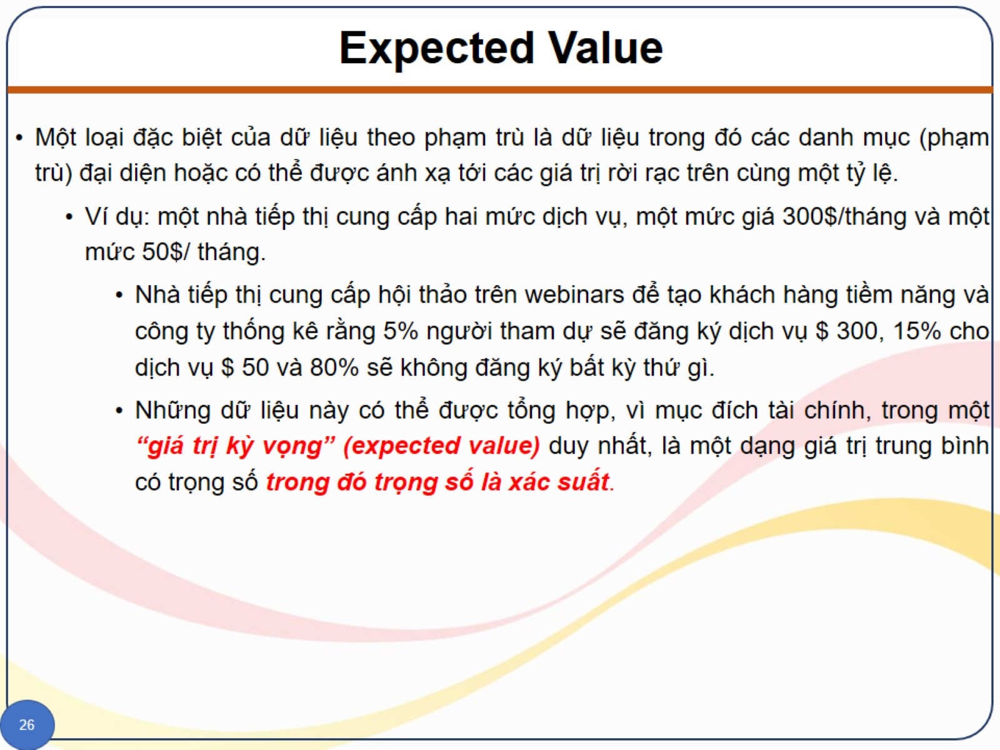 Expected Value
• Một loại đặc biệt của dữ liệu theo phạm trù là dữ liệu trong đó các danh mục (phạm
trù) đại diện hoặc có thể được ánh xạ tới các giá trị rời rạc trên cùng một tỷ lệ.
• Ví dụ: một nhà tiếp thị cung cấp hai mức dịch vụ, một mức giá 300$/tháng và một
mức 50$/ tháng.
• Nhà tiếp thị cung cấp hội thảo trên webinars để tạo khách hàng tiềm năng và
công ty thống kê rằng 5% người tham dự sẽ đăng ký dịch vụ $ 300, 15% cho
dịch vụ $ 50 và 80% sẽ không đăng ký bất kỳ thứ gì.
• Những dữ liệu này có thể được tổng hợp, vì mục đích tài chính, trong một
“giá trị kỳ vọng” (expected value) duy nhất, là một dạng giá trị trung bình
có trọng số trong đó trọng số là xác suất.
26